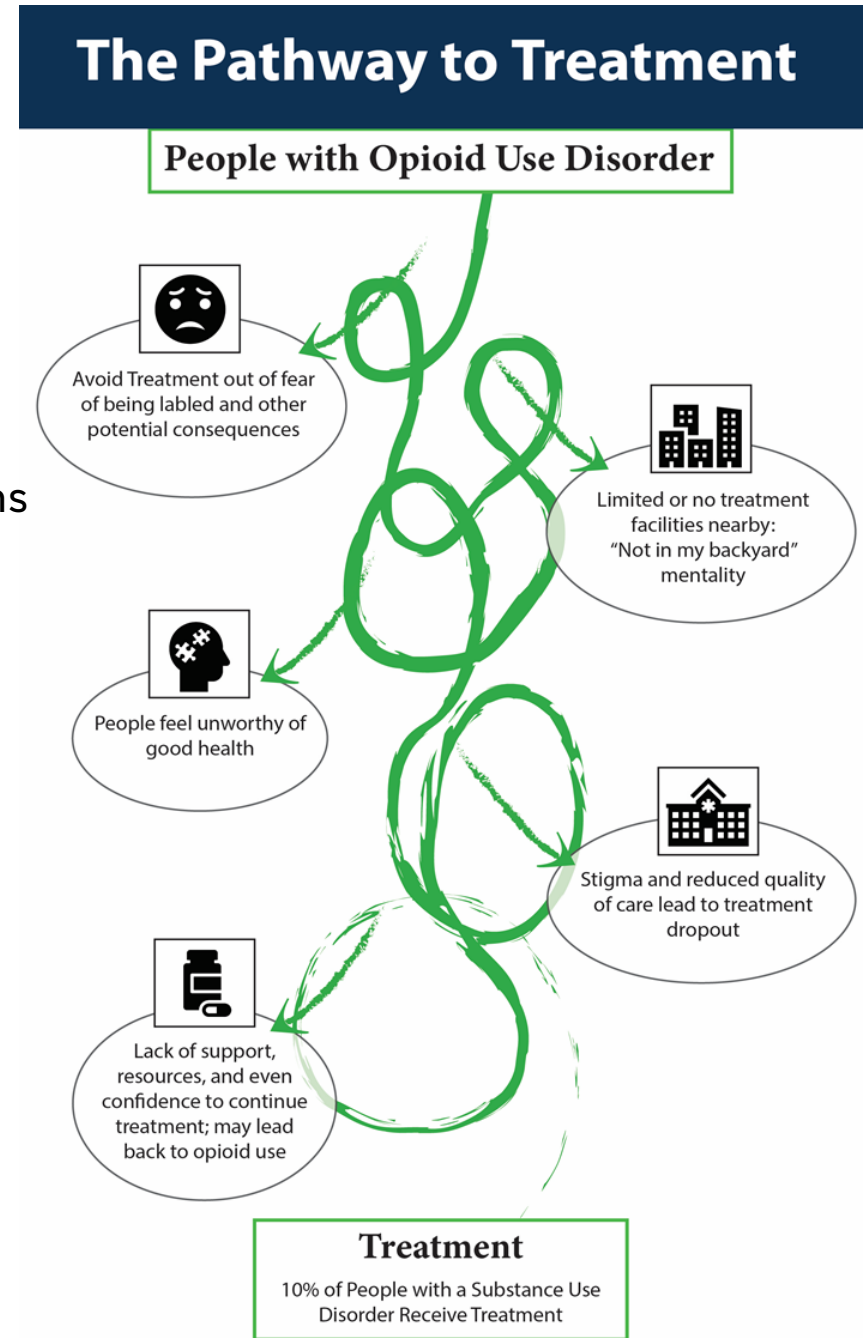 The Pathway to Treatment
People with Opioid Use Disorder
Avoid Treatment out of fear
of being labled and other
potential consequences
ns
Limited or no treatment
facilities nearby:
“Not in my backyard”
mentality
People feel unworthy of
good health
Stigma and reduced quality
of care lead to treatment
dropout
Lack of support,
resources, and even
confidence to continue
treatment; may lead
back to opioid use
Treatment
10% of People with a Substance Use
Disorder Receive Treatment